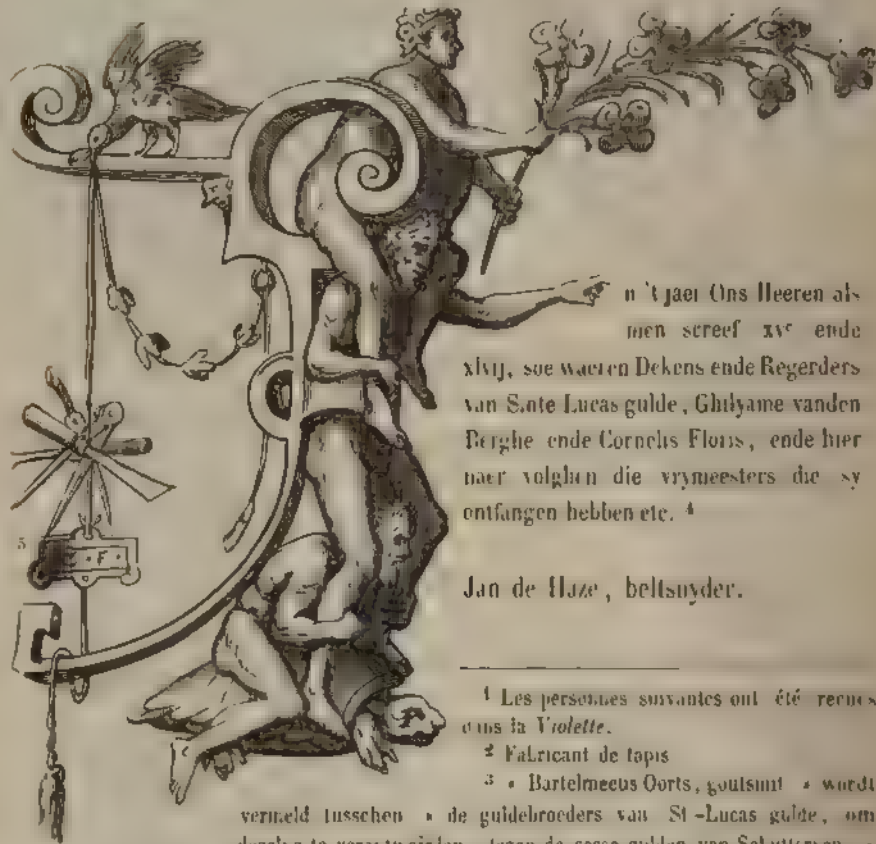 n 't jaer Ons Heeren als
men screef xvᶜ ende
xlvij, soe waeren Dekens ende Regerders
van Sinte Lucas gulde, Ghilyame vanden
Berghe ende Cornelis Floris, ende hier
naer volghen die vrymeesters die sy
ontfangen hebben etc. ⁴
5
F
Jan de Haze, beltsnyder.
¹ Les personnes suivantes ont été reçues
dans la Violette.
² Fabricant de tapis
³ « Bartelmeeus Oorts, goutsmit » wordt
vermeld tusschen « de guldebroeders van St-Lucas gulde, om